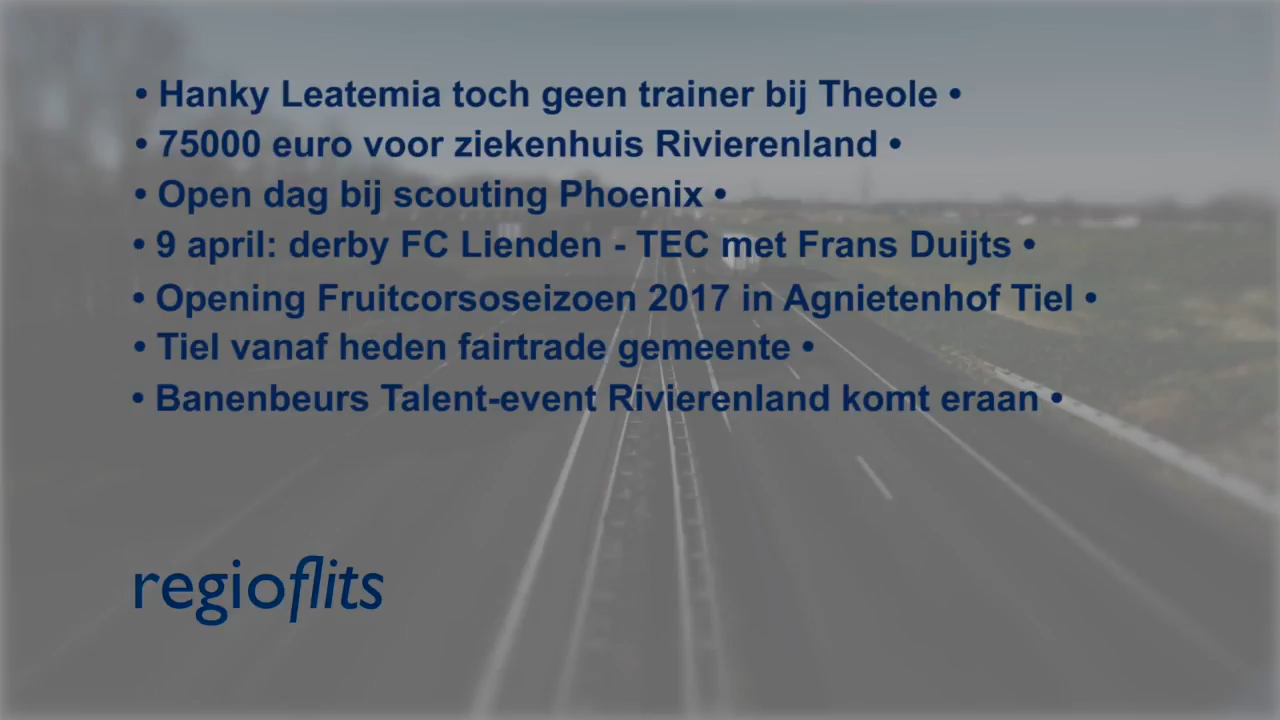 • Hanky Leatemia toch geen trainer bij Theole •
• 75000 euro voor ziekenhuis Rivierenland •
• Open dag bij scouting Phoenix •
• 9 april: derby FC Lienden - TEC met Frans Duijts •
• Opening Fruitcorsoseizoen 2017 in Agnietenhof Tiel •
• Tiel vanaf heden fairtrade gemeente •
• Banenbeurs Talent-event Rivierenland komt eraan •
regioflits